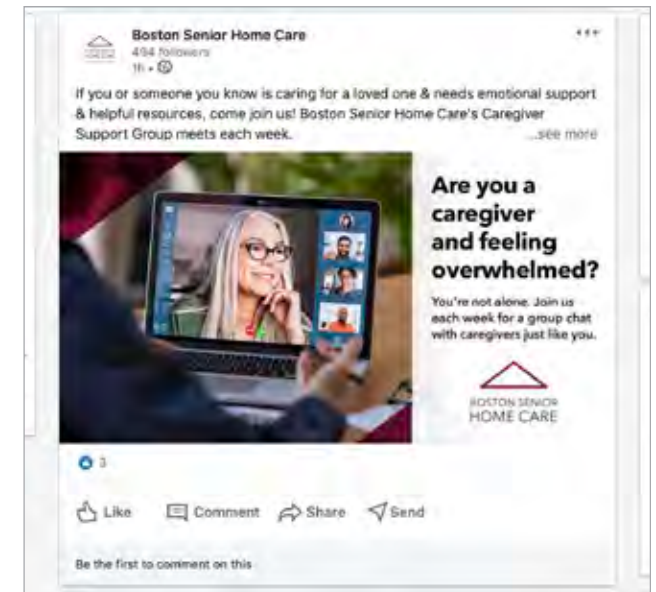 Boston Senior Home Care
494 followers
1h •
If you or someone you know is caring for a loved one & needs emotional support
& helpful resources, come join us! Boston Senior Home Care's Caregiver
Support Group meets each week. ...see more
Are you a
caregiver
and feeling
overwhelmed?
You're not alone. Join us
each week for a group chat
with caregivers just like you.
BOSTON SENIOR
HOME CARE
3
Like Comment Share Send
Be the first to comment on this